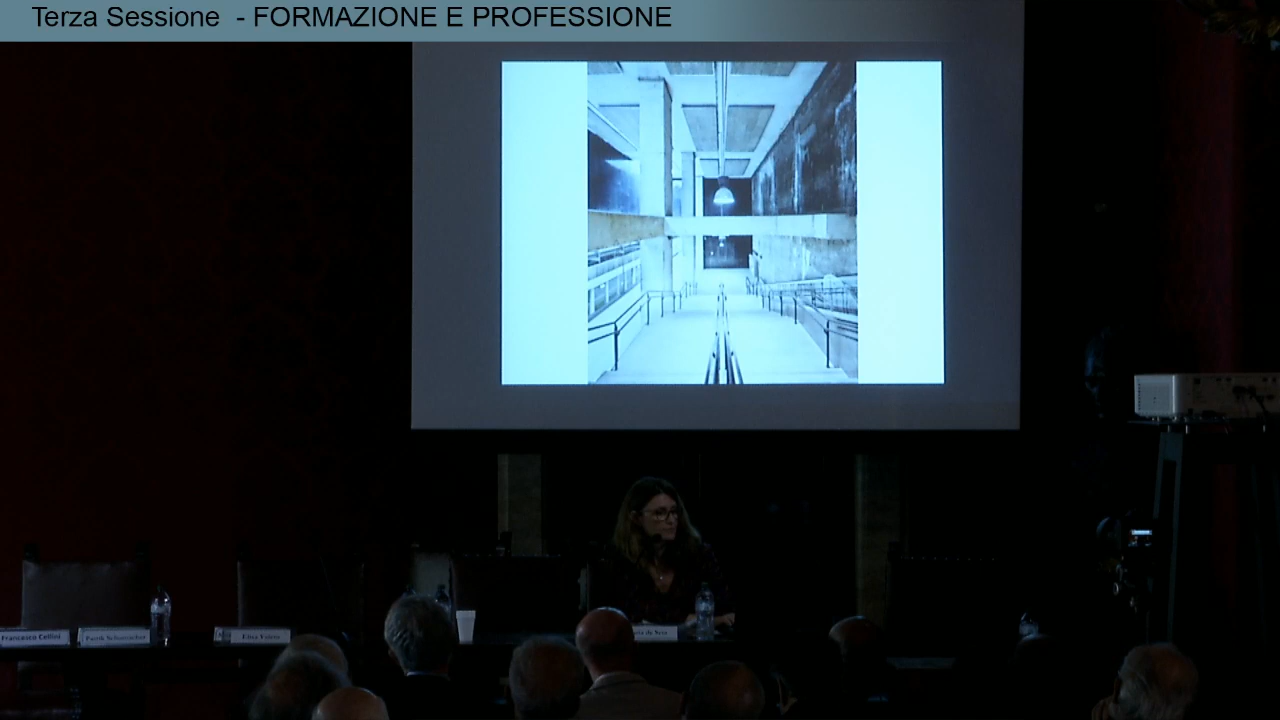 Terza Sessione - FORMAZIONE E PROFESSIONE
Francesco Cellini
Patrik Schumacher
Elisa Valero